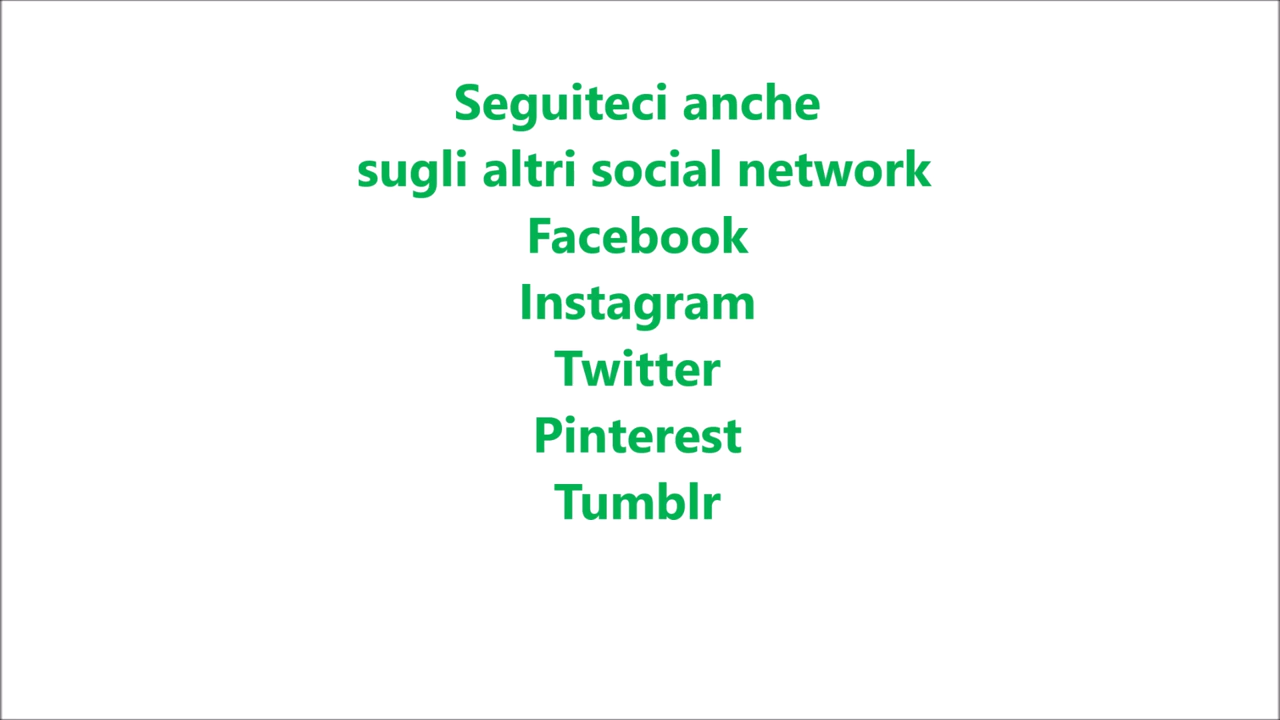 Seguiteci anche
sugli altri social network
Facebook
Instagram
Twitter
Pinterest
Tumblr